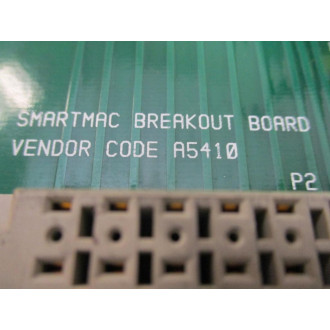 SMARTMAC BREAKOUT BOARD
VENDOR CODE A5410
P2